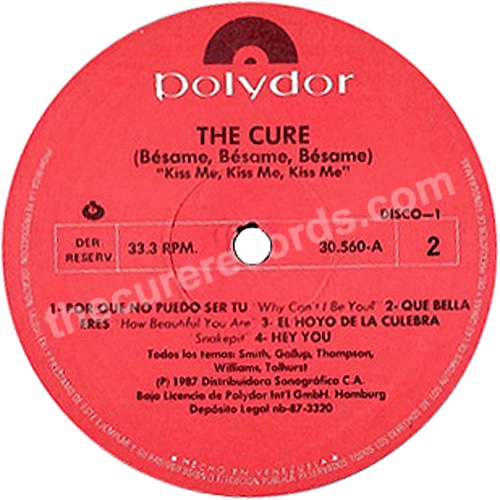 polydor
THE CURE
(Bésame, Bésame, Bésame)
"Kiss Me, Kiss Me, Kiss Me"
DISCO-1
DER. RESERV.
33.3 RPM.
30.560-A
2
thecurerecords.com
1- POR QUE NO PUEDO SER TU "Why Can't I Be You?" 2- QUE BELLA
ERES "How Beautiful You Are" 3- EL HOYO DE LA CULEBRA
"Snakepit" 4- HEY YOU
Todos los temas: Smith, Gallup, Thompson,
Williams, Tolhurst
(P) 1987 Distribuidora Sonográfica C.A.
Bajo Licencia de Polydor Int'l GmbH. Hamburg
Depósito Legal nb-87-3320
HECHO EN VENEZUELA